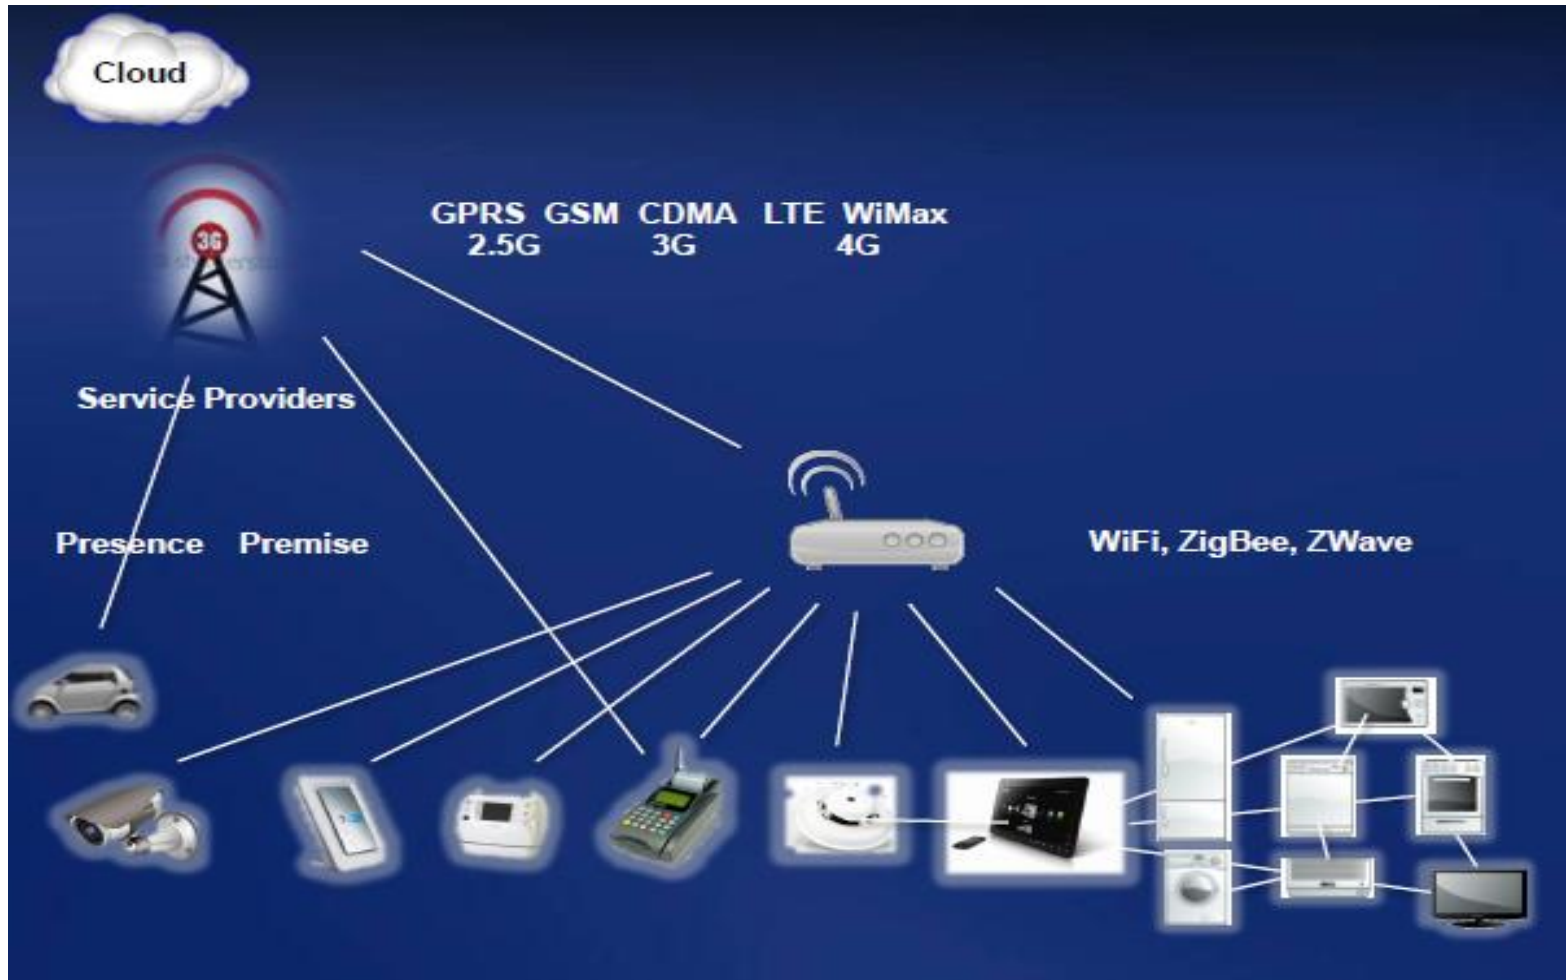 Cloud
GPRS GSM CDMA LTE WiMax
2.5G 3G 4G
3G
Service Providers
Presence Premise
WiFi, ZigBee, ZWave